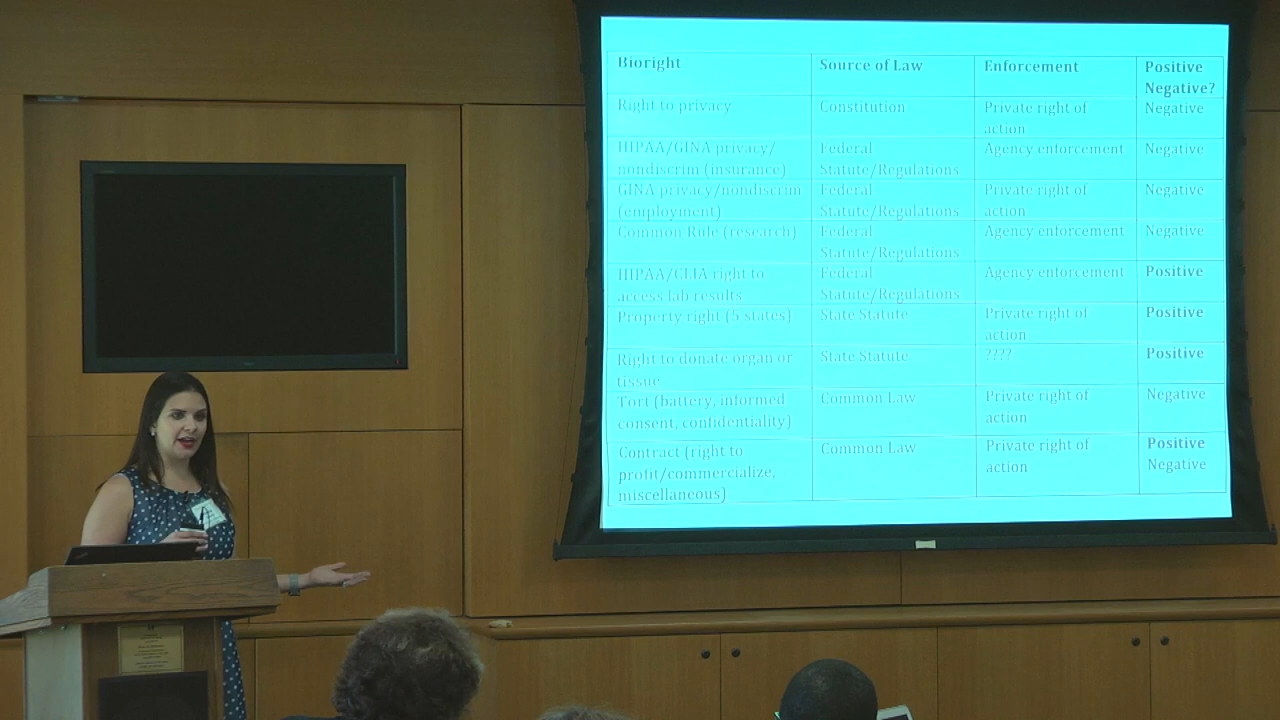 Bioright Source of Law Enforcement Positive
Negative?
Right to privacy Constitution Private right of Negative
action
HIPAA/GINA privacy/ Federal Agency enforcement Negative
nondiscrim (insurance) Statute/Regulations
GINA privacy/nondiscrim Federal Private right of Negative
(employment) Statute/Regulations action
Common Rule (research) Federal Agency enforcement Negative
Statute/Regulations
HIPAA/CLIA right to Federal Agency enforcement Positive
access lab results Statute/Regulations
Property right (5 states) State Statute Private right of Positive
action
Right to donate organ or State Statute ???? Positive
tissue
Tort (battery, informed Common Law Private right of Negative
consent, confidentiality) action
Contract (right to Common Law Private right of Positive
profit/commercialize, action Negative
miscellaneous)